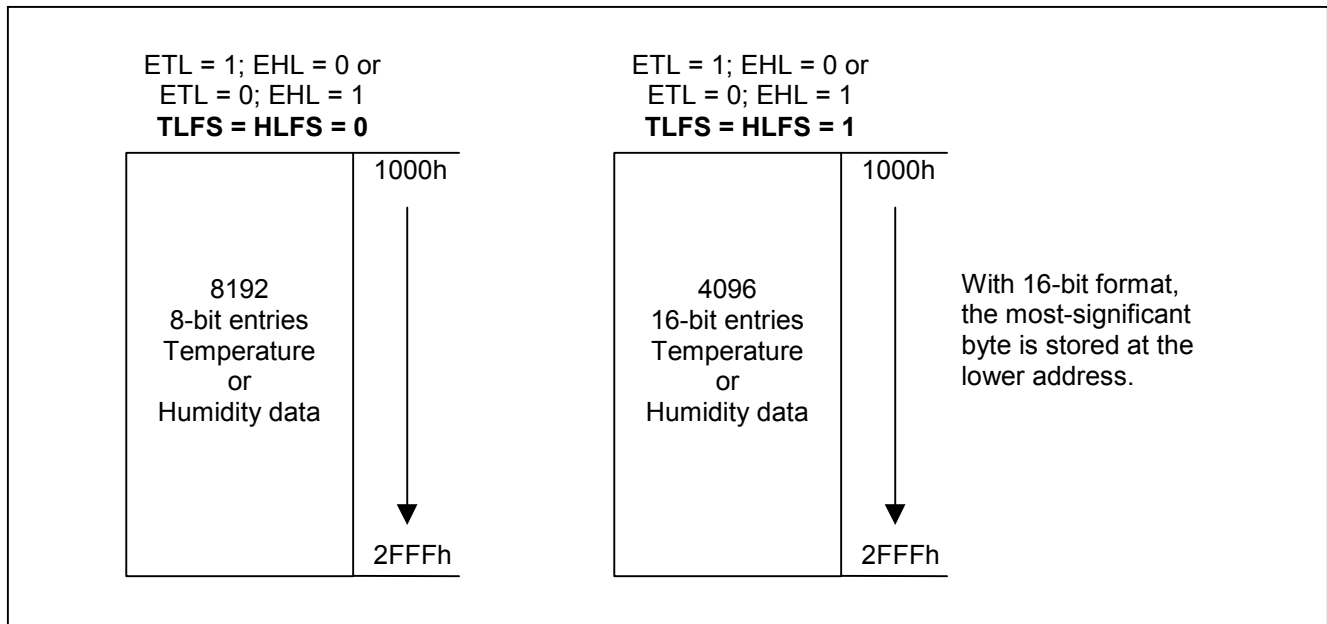 ETL = 1; EHL = 0 or
ETL = 0; EHL = 1
TLFS = HLFS = 0
1000h
8192
8-bit entries
Temperature
or
Humidity data
2FFFh
ETL = 1; EHL = 0 or
ETL = 0; EHL = 1
TLFS = HLFS = 1
1000h
4096
16-bit entries
Temperature
or
Humidity data
2FFFh
With 16-bit format,
the most-significant
byte is stored at the
lower address.